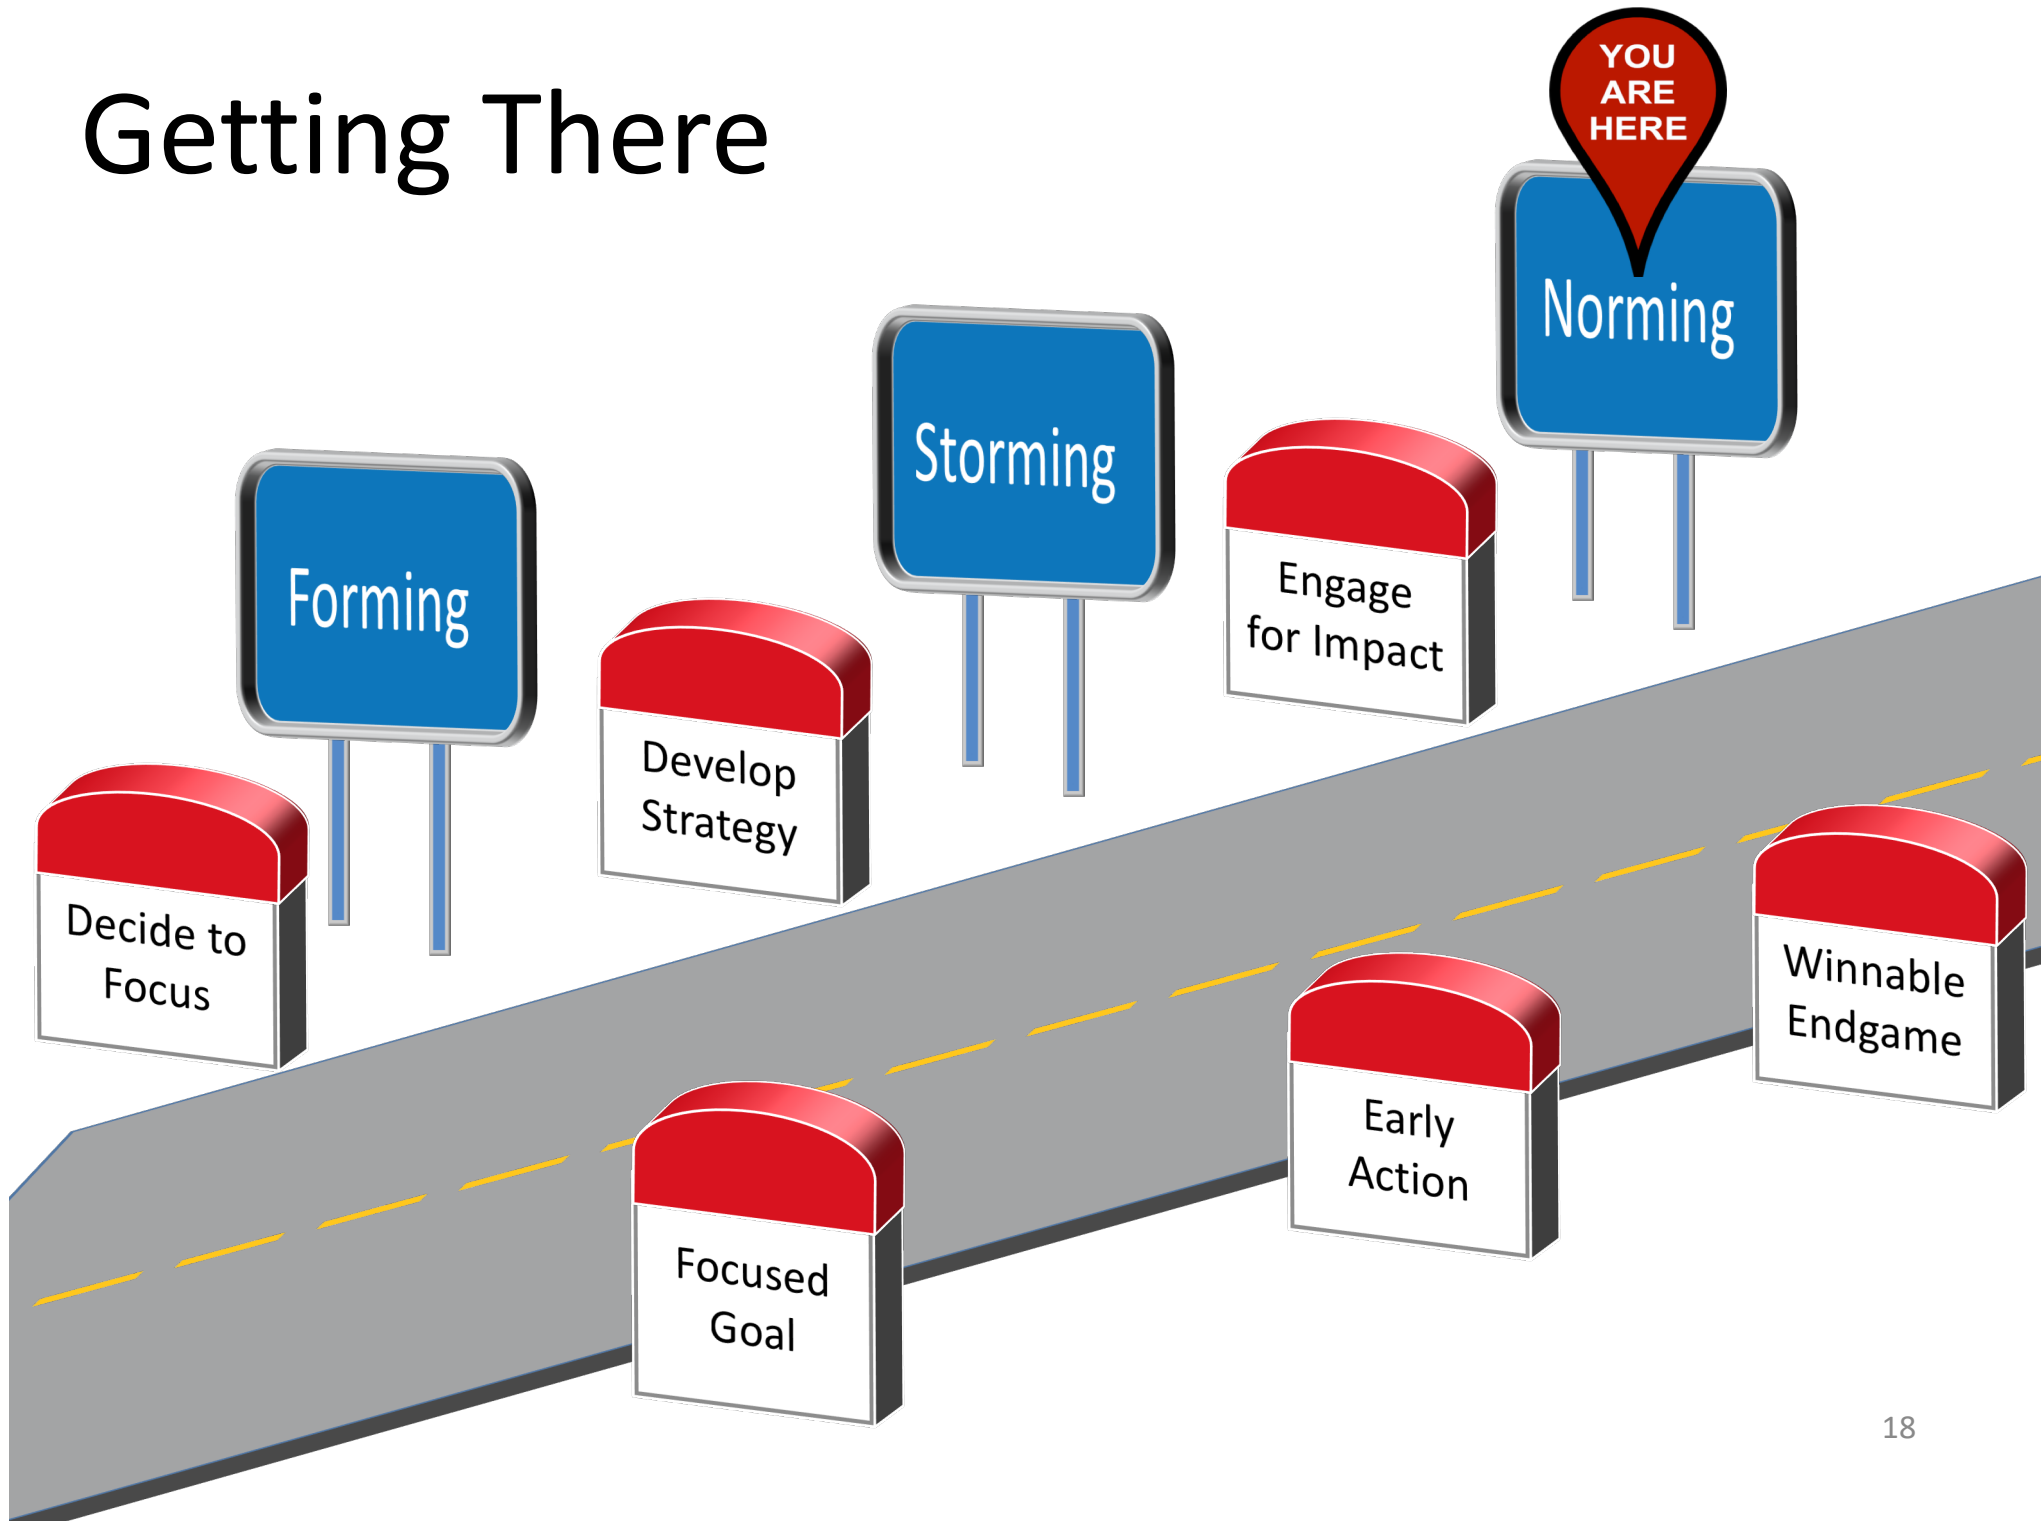 Getting There
YOU
ARE
HERE
Norming
Storming
Forming
Engage
for Impact
Develop
Strategy
Decide to
Focus
Winnable
Endgame
Early
Action
Focused
Goal
18